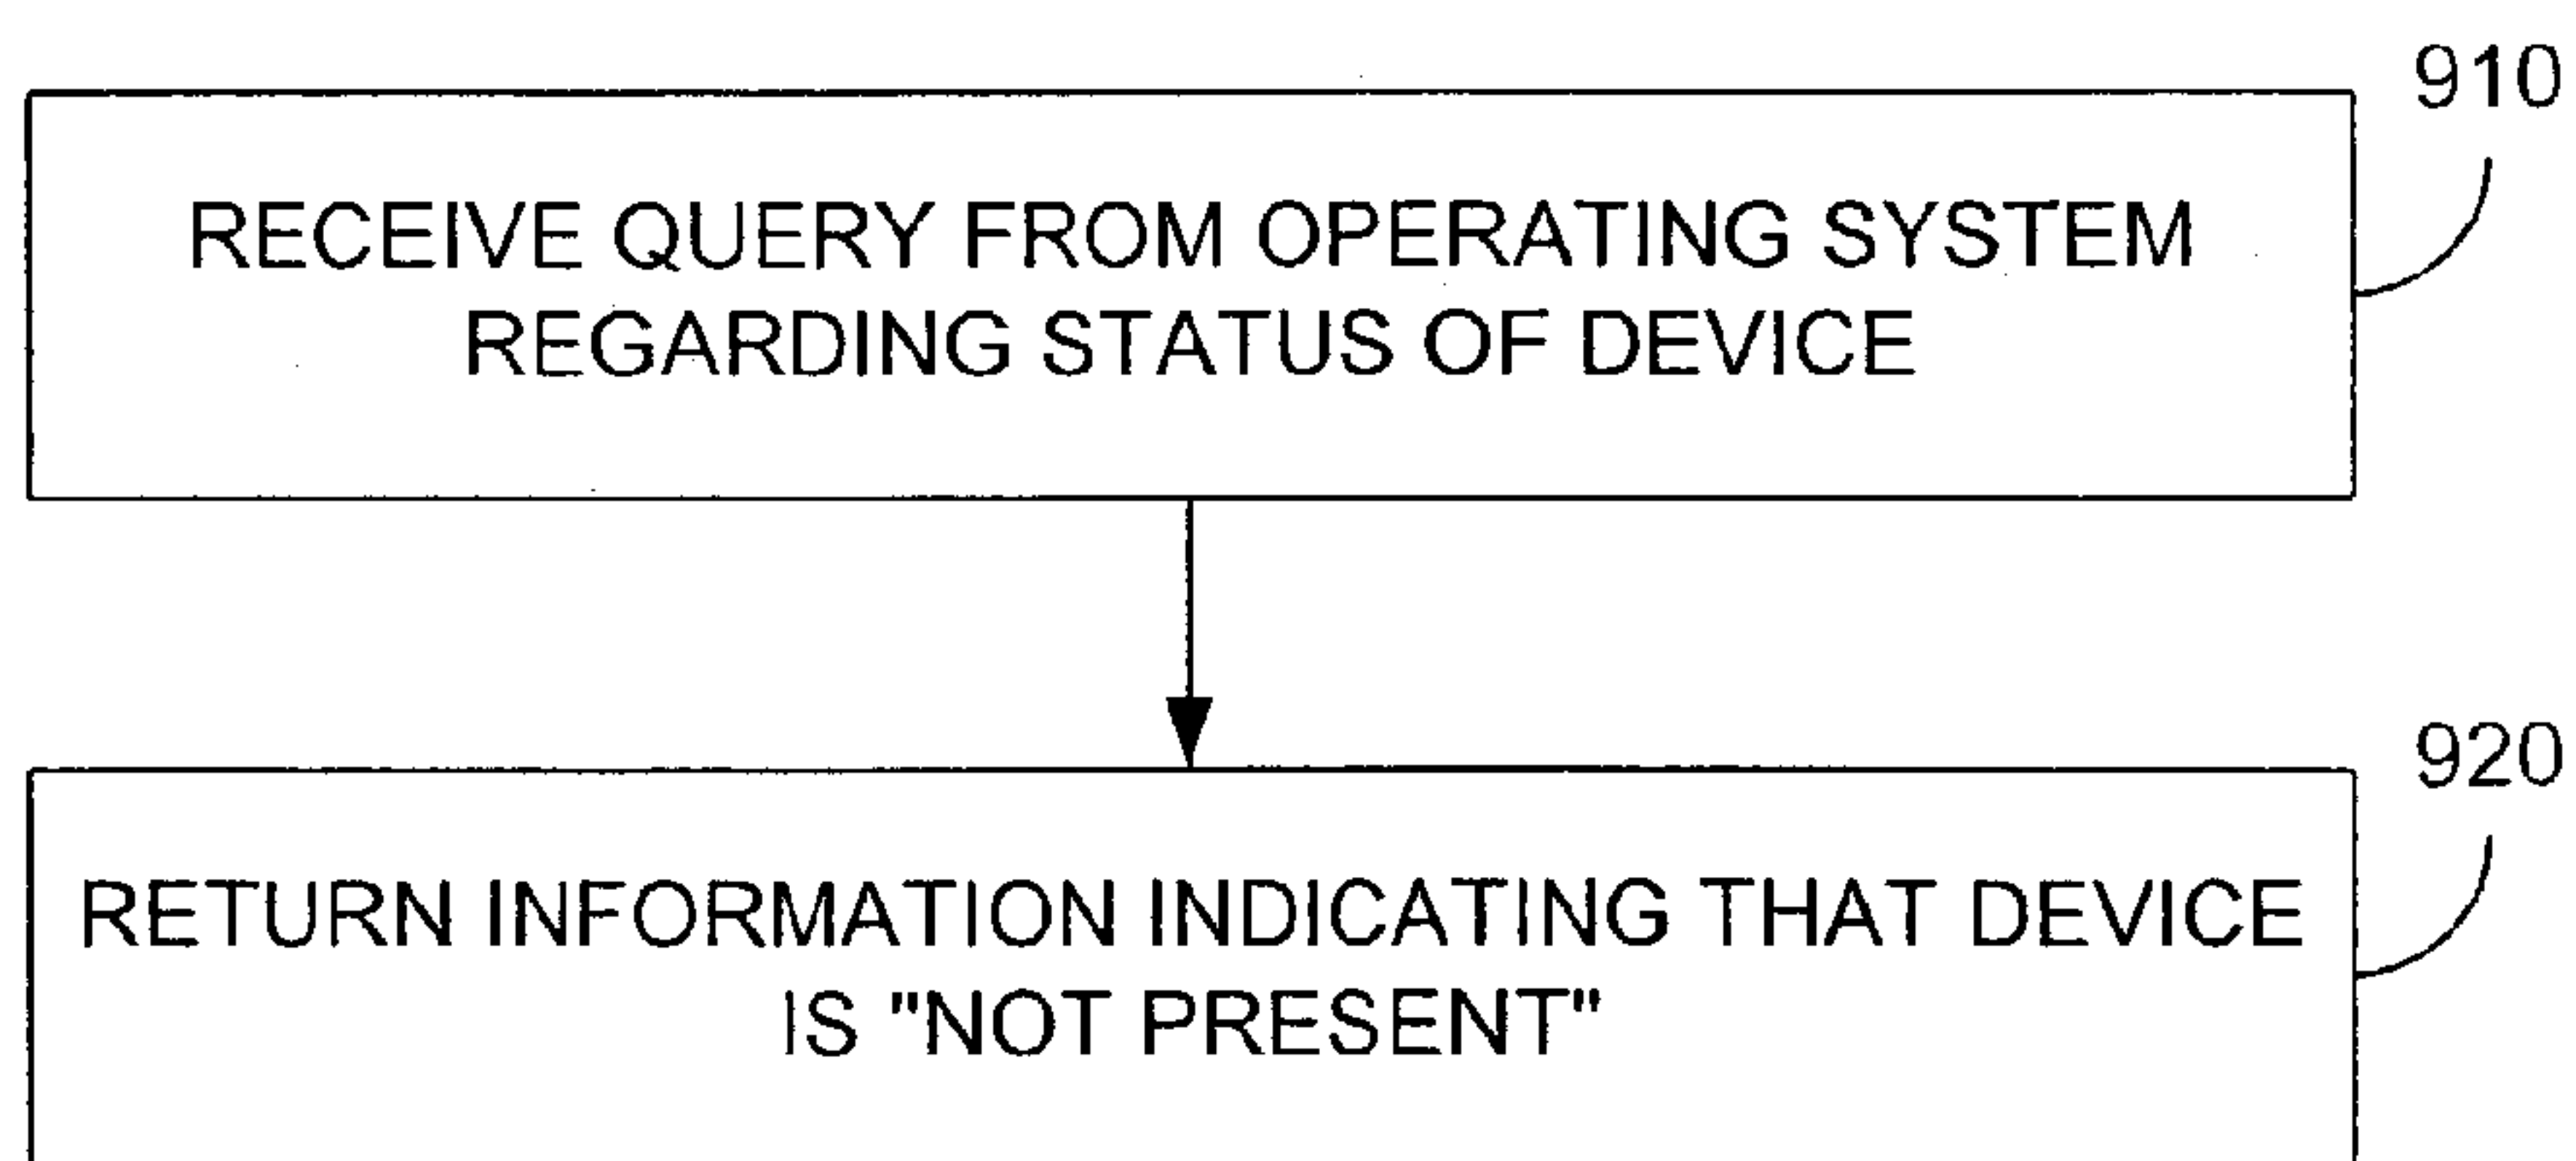 910
RECEIVE QUERY FROM OPERATING SYSTEM
REGARDING STATUS OF DEVICE
920
RETURN INFORMATION INDICATING THAT DEVICE
IS "NOT PRESENT"